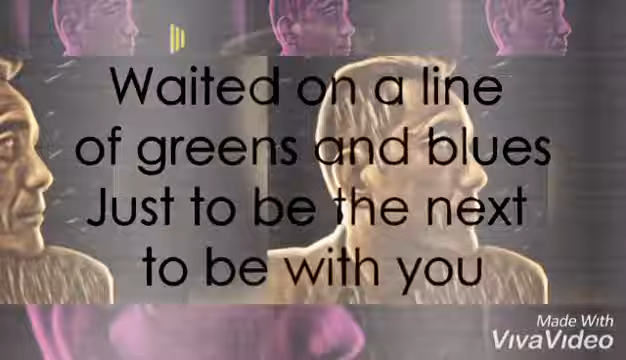 Waited on a line
of greens and blues
Just to be the next
to be with you
Made With
VivaVideo